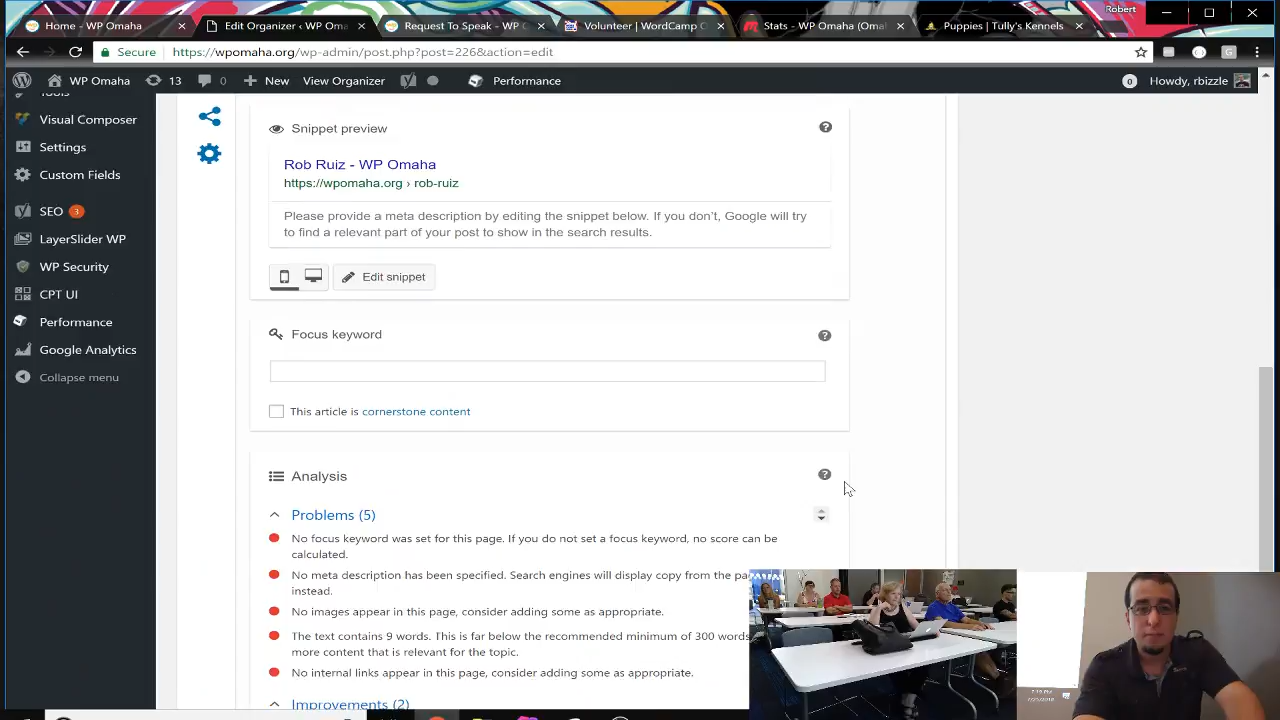 Robert
Home - WP Omaha
Edit Organizer ‹ WP Oma
Request To Speak - WP
Volunteer | WordCamp O
Stats - WP Omaha (Oma
Puppies | Tully's Kennels
Secure
https://wpomaha.org/wp-admin/post.php?post=226&action=edit
WP Omaha
13
0
New
View Organizer
Performance
0
Howdy, rbizzle
Tools
Visual Composer
Settings
Custom Fields
SEO 3
LayerSlider WP
WP Security
CPT UI
Performance
Google Analytics
Collapse menu
Snippet preview
Rob Ruiz - WP Omaha
https://wpomaha.org › rob-ruiz
Please provide a meta description by editing the snippet below. If you don't, Google will try
to find a relevant part of your post to show in the search results.
Edit snippet
Focus keyword
This article is cornerstone content
Analysis
Problems (5)
No focus keyword was set for this page. If you do not set a focus keyword, no score can be
calculated.
No meta description has been specified. Search engines will display copy from the pa
instead.
No images appear in this page, consider adding some as appropriate.
The text contains 9 words. This is far below the recommended minimum of 300 words
more content that is relevant for the topic.
No internal links appear in this page, consider adding some as appropriate.
Improvements (2)